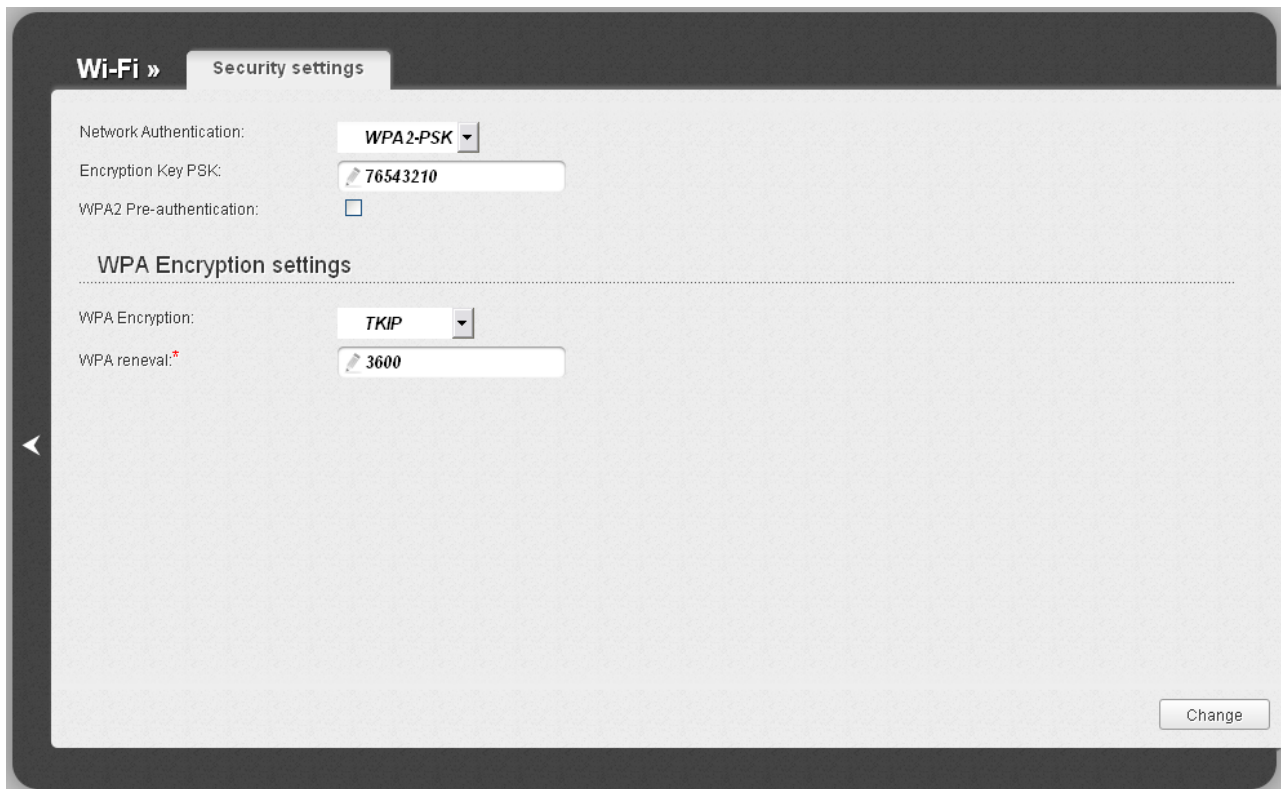 Wi-Fi » Security settings
Network Authentication: WPA2-PSK
Encryption Key PSK: 76543210
WPA2 Pre-authentication:
WPA Encryption settings
WPA Encryption: TKIP
WPA reneval:* 3600
Change